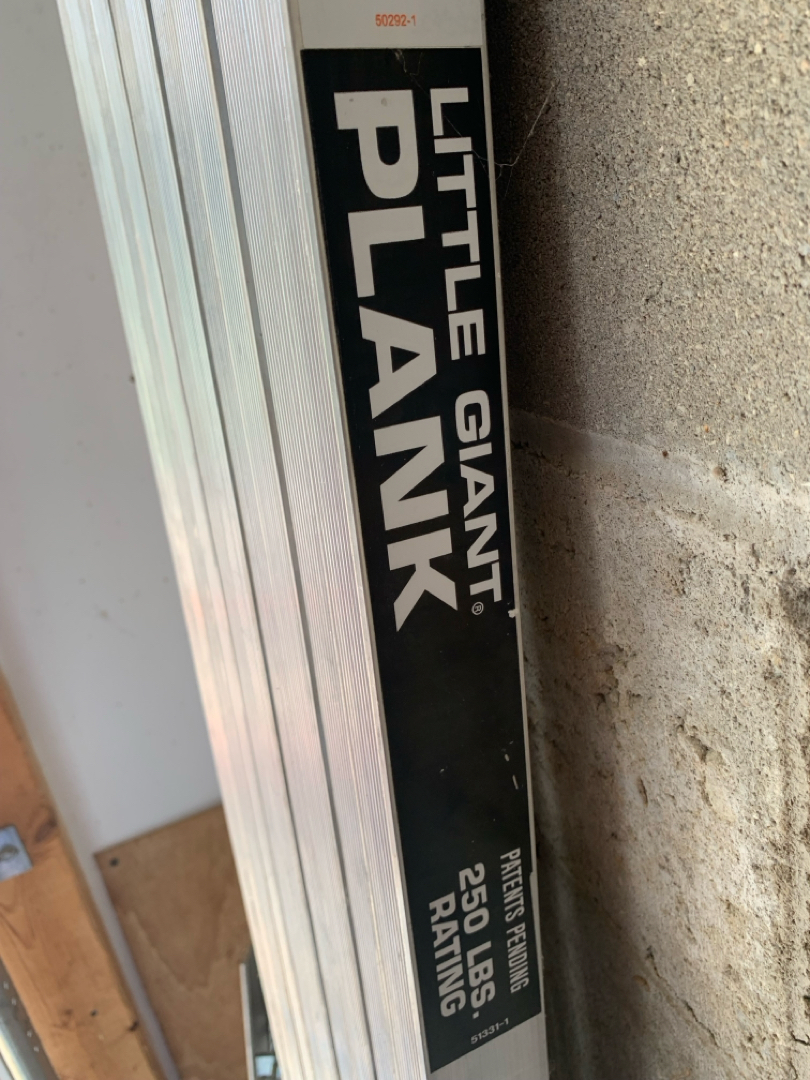 50292-1
LITTLE GIANT®
PLANK
PATENTS PENDING
250 LBS.
RATING
51331-1